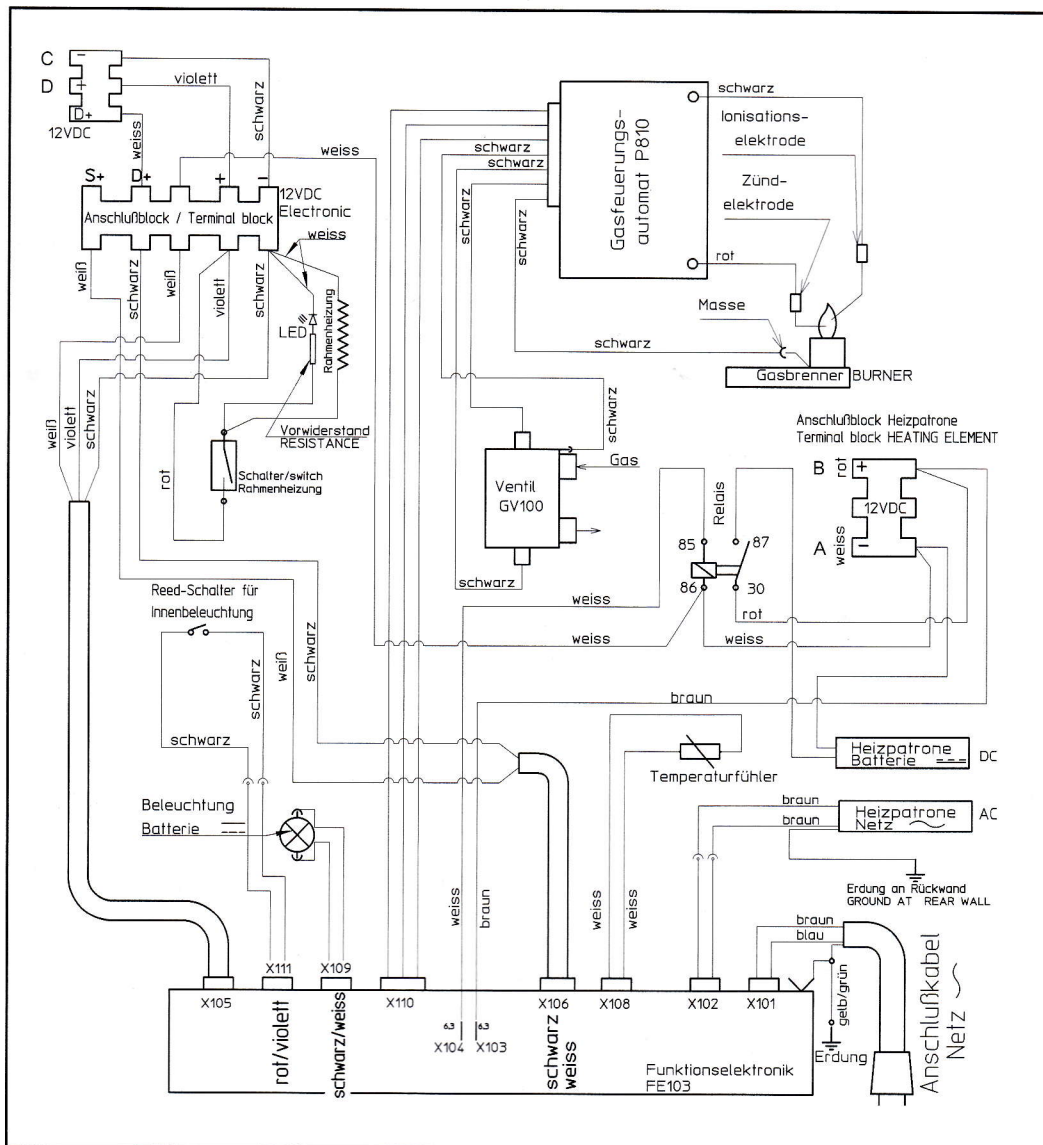 C
−
D
+
D+
12VDC
violett
schwarz
weiss
weiss
S+
D+
+
−
12VDC
Electronic
Anschlußblock / Terminal block
weiss
weiß
schwarz
weiß
violett
schwarz
LED
Rahmenheizung
weiß
violett
schwarz
rot
Vorwiderstand
RESISTANCE
Schalter/switch
Rahmenheizung
Gasfeuerungs-
automat P810
schwarz
Ionisations-
elektrode
Zünd-
elektrode
rot
Masse
schwarz
schwarz
schwarz
schwarz
schwarz
schwarz
Gasbrenner BURNER
Ventil
GV100
Gas
schwarz
schwarz
Anschlußblock Heizpatrone
Terminal block HEATING ELEMENT
B
rot
+
12VDC
A
weiss
−
Relais
85
87
86
30
weiss
rot
weiss
weiss
Reed-Schalter für
Innenbeleuchtung
schwarz
schwarz
weiß
schwarz
braun
Temperaturfühler
Heizpatrone
Batterie
DC
braun
braun
Heizpatrone
Netz
AC
Erdung an Rückwand
GROUND AT REAR WALL
Beleuchtung
Batterie
weiss
braun
weiss
weiss
braun
blau
gelb/grün
Erdung
Anschlußkabel
Netz
X105
X111
rot/violett
X109
schwarz/weiss
X110
6.3
X104
6.3
X103
X106
schwarz
weiss
X108
X102
X101
Funktionselektronik
FE103